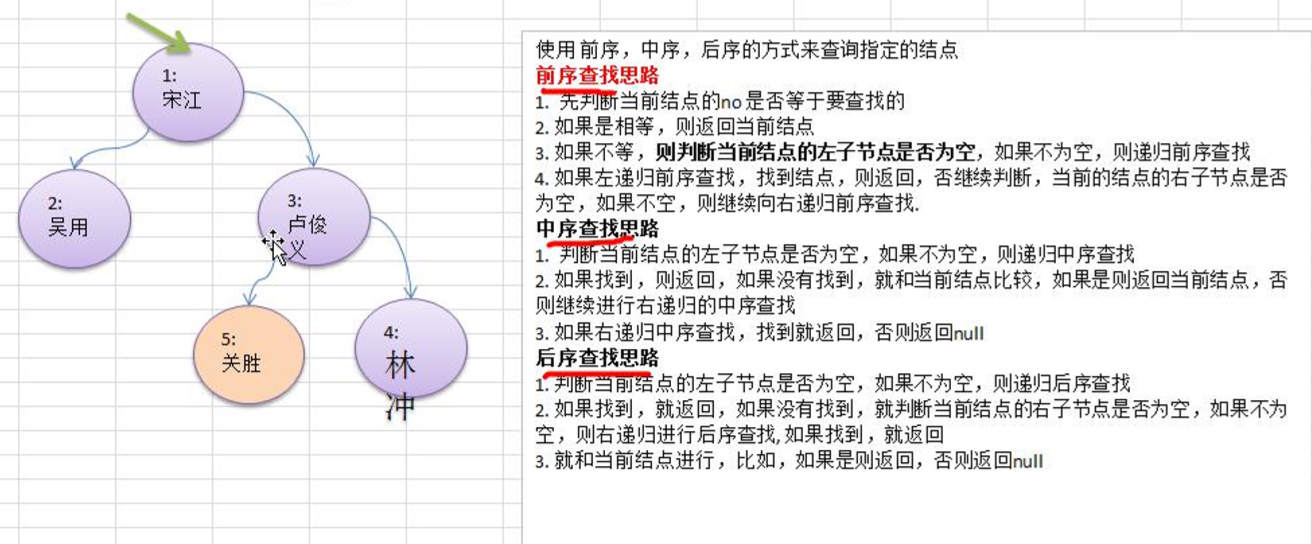 1:
宋江
2:
吴用
3:
卢俊
义
5:
关胜
4:
林
冲
使用前序，中序，后序的方式来查询指定的结点
前序查找思路
1. 先判断当前结点的no是否等于要查找的
2. 如果是相等，则返回当前结点
3. 如果不等，则判断当前结点的左子节点是否为空，如果不为空，则递归前序查找
4. 如果左递归前序查找，找到结点，则返回，否继续判断，当前的结点的右子节点是否
为空，如果不空，则继续向右递归前序查找.
中序查找思路
1. 判断当前结点的左子节点是否为空，如果不为空，则递归中序查找
2. 如果找到，则返回，如果没有找到，就和当前结点比较，如果是则返回当前结点，否
则继续进行右递归的中序查找
3. 如果右递归中序查找，找到就返回，否则返回null
后序查找思路
1. 判断当前结点的左子节点是否为空，如果不为空，则递归后序查找
2. 如果找到，就返回，如果没有找到，就判断当前结点的右子节点是否为空，如果不为
空，则右递归进行后序查找,如果找到，就返回
3. 就和当前结点进行，比如，如果是则返回，否则返回null